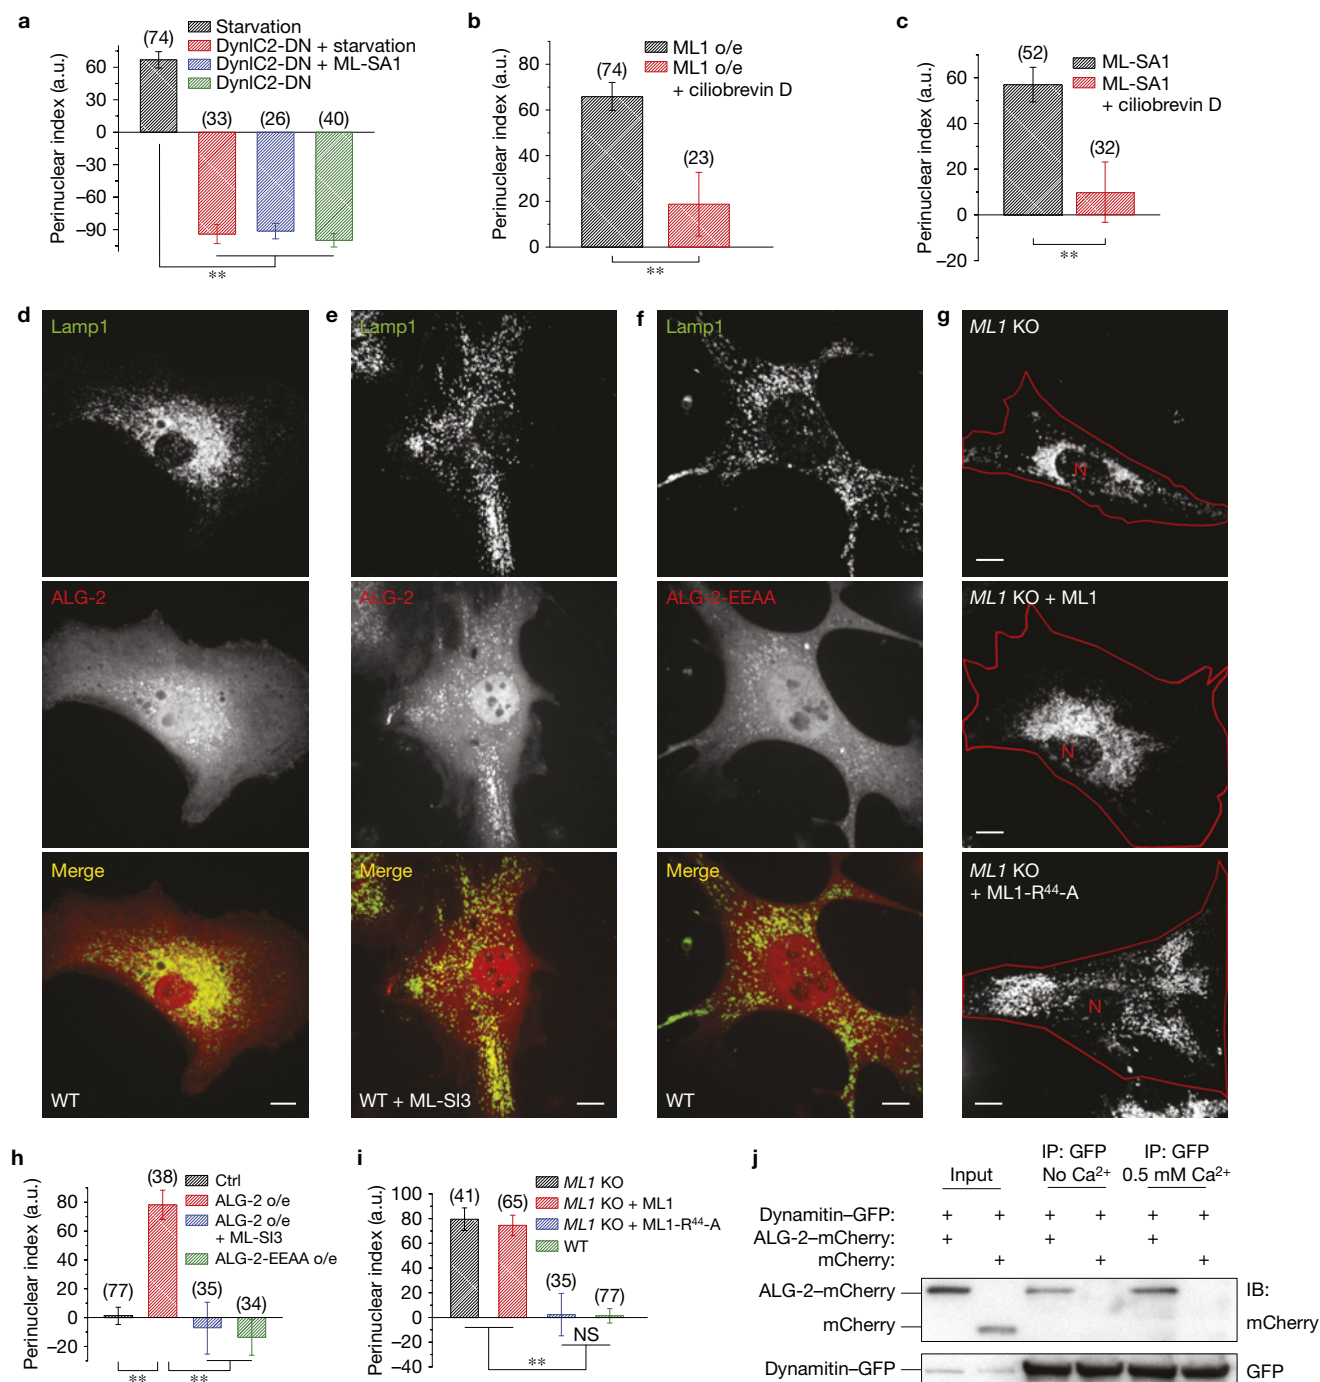 a
Perinuclear index (a.u.)
60
30
0
−30
−60
−90
(74)
(33)
(26)
(40)
**
Starvation
DynIC2-DN + starvation
DynIC2-DN + ML-SA1
DynIC2-DN
b
Perinuclear index (a.u.)
80
60
40
20
0
(74)
(23)
**
ML1 o/e
ML1 o/e
+ ciliobrevin D
c
Perinuclear index (a.u.)
60
40
20
0
−20
(52)
(32)
**
ML-SA1
ML-SA1
+ ciliobrevin D
d
Lamp1
ALG-2
Merge
WT
e
Lamp1
ALG-2
Merge
WT + ML-SI3
f
Lamp1
ALG-2-EEAA
Merge
WT
g
ML1 KO
N
ML1 KO + ML1
N
ML1 KO
+ ML1-R⁴⁴-A
N
h
Perinuclear index (a.u.)
80
60
40
20
0
−20
(77)
(38)
(35)
(34)
**
**
Ctrl
ALG-2 o/e
ALG-2 o/e
+ ML-SI3
ALG-2-EEAA o/e
i
Perinuclear index (a.u.)
100
80
60
40
20
0
−20
−40
(41)
(65)
(35)
(77)
NS
**
ML1 KO
ML1 KO + ML1
ML1 KO + ML1-R⁴⁴-A
WT
j
Input
IP: GFP
No Ca²⁺
IP: GFP
0.5 mM Ca²⁺
Dynamitin–GFP: + + + + + +
ALG-2–mCherry: + + +
mCherry: + + +
ALG-2–mCherry
mCherry
IB:
mCherry
Dynamitin–GFP
GFP